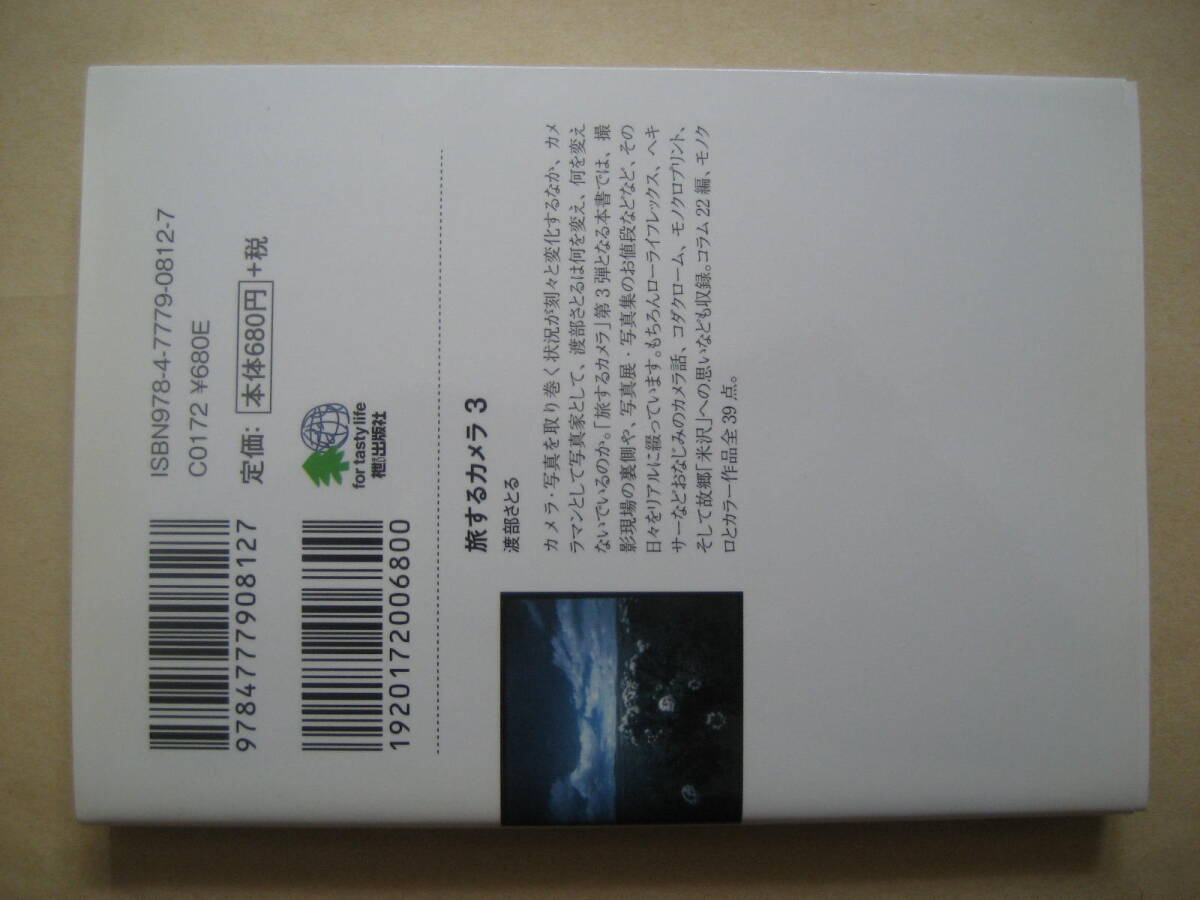 9784777908127
1920172006800
ISBN978-4-7779-0812-7
C0172 ¥680E
定価：本体680円+税
for tasty life
枻出版社
旅するカメラ 3
渡部さとる
カメラ・写真を取り巻く状況が刻々と変化するなか、カメ
ラマンとして写真家として、渡部さとるは何を変え、何を変え
ないでいるのか。「旅するカメラ」第3弾となる本書では、撮
影現場の裏側や、写真展・写真集のお値段などなど、その
日々をリアルに綴っています。もちろんローライフレックス、ヘキ
サーなどおなじみのカメラ話、コダクローム、モノクロプリント、
そして故郷「米沢」への思いなども収録。コラム22編、モノク
ロとカラー作品全39点。